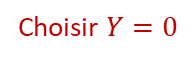 Choisir Y = 0